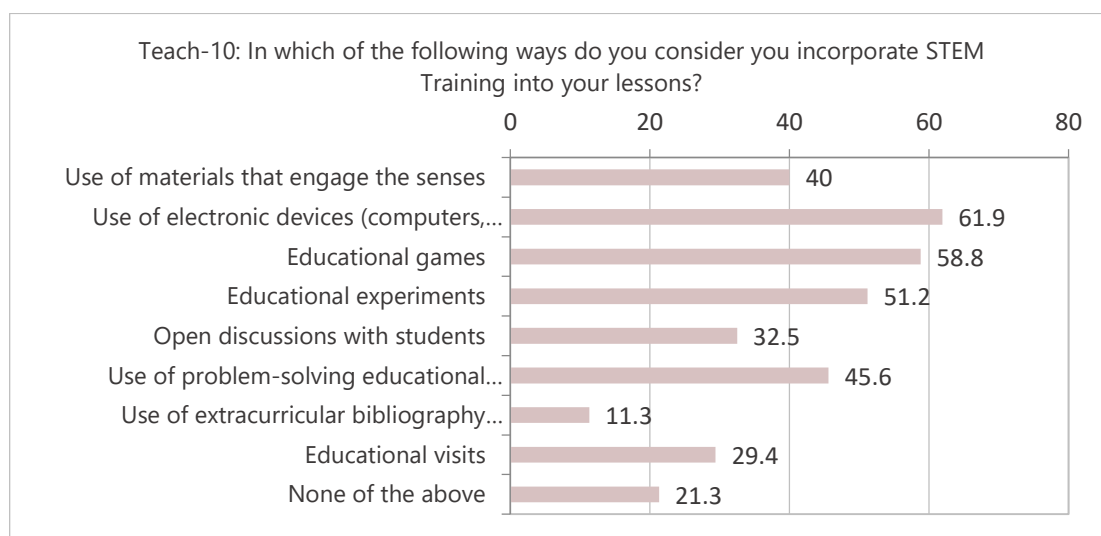 Teach-10: In which of the following ways do you consider you incorporate STEM
Training into your lessons?
0 20 40 60 80
Use of materials that engage the senses 40
Use of electronic devices (computers,... 61.9
Educational games 58.8
Educational experiments 51.2
Open discussions with students 32.5
Use of problem-solving educational... 45.6
Use of extracurricular bibliography... 11.3
Educational visits 29.4
None of the above 21.3